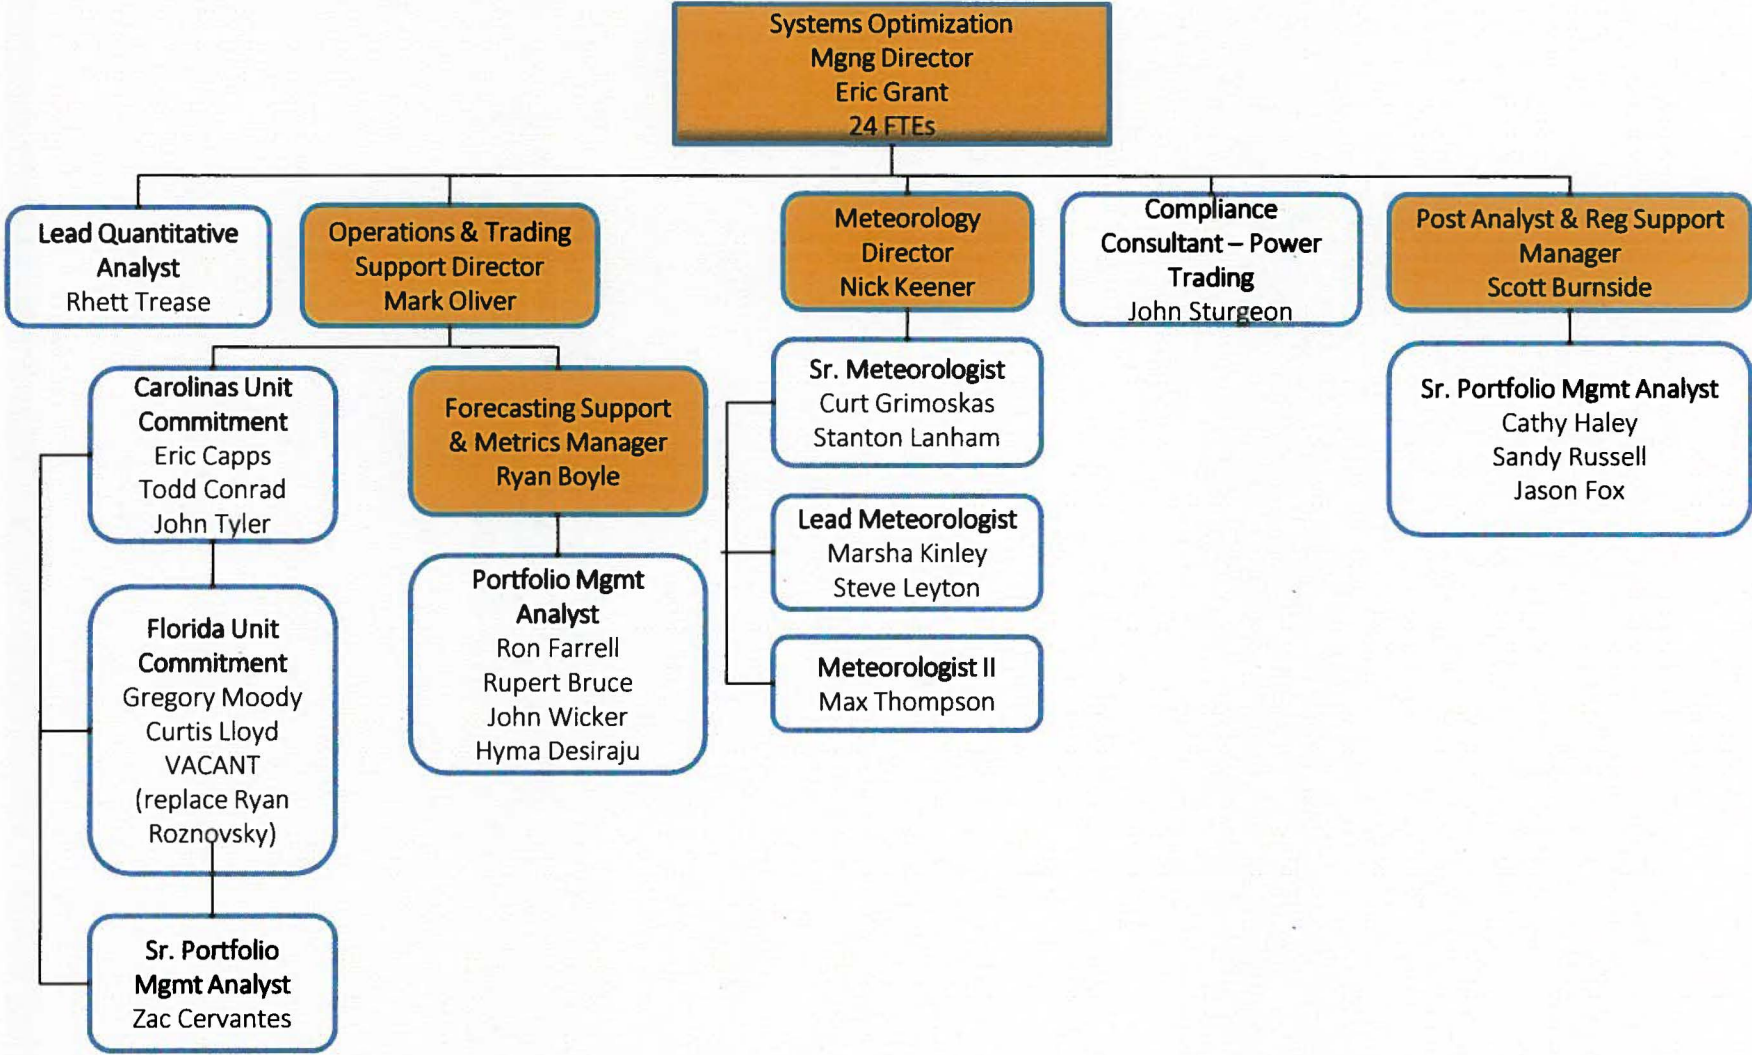 Systems Optimization
Mgng Director
Eric Grant
24 FTEs
Lead Quantitative
Analyst
Rhett Trease
Operations & Trading
Support Director
Mark Oliver
Meteorology
Director
Nick Keener
Compliance
Consultant – Power
Trading
John Sturgeon
Post Analyst & Reg Support
Manager
Scott Burnside
Carolinas Unit
Commitment
Eric Capps
Todd Conrad
John Tyler
Forecasting Support
& Metrics Manager
Ryan Boyle
Sr. Meteorologist
Curt Grimoskas
Stanton Lanham
Sr. Portfolio Mgmt Analyst
Cathy Haley
Sandy Russell
Jason Fox
Lead Meteorologist
Marsha Kinley
Steve Leyton
Portfolio Mgmt
Analyst
Ron Farrell
Rupert Bruce
John Wicker
Hyma Desiraju
Florida Unit
Commitment
Gregory Moody
Curtis Lloyd
VACANT
(replace Ryan
Roznovsky)
Meteorologist II
Max Thompson
Sr. Portfolio
Mgmt Analyst
Zac Cervantes